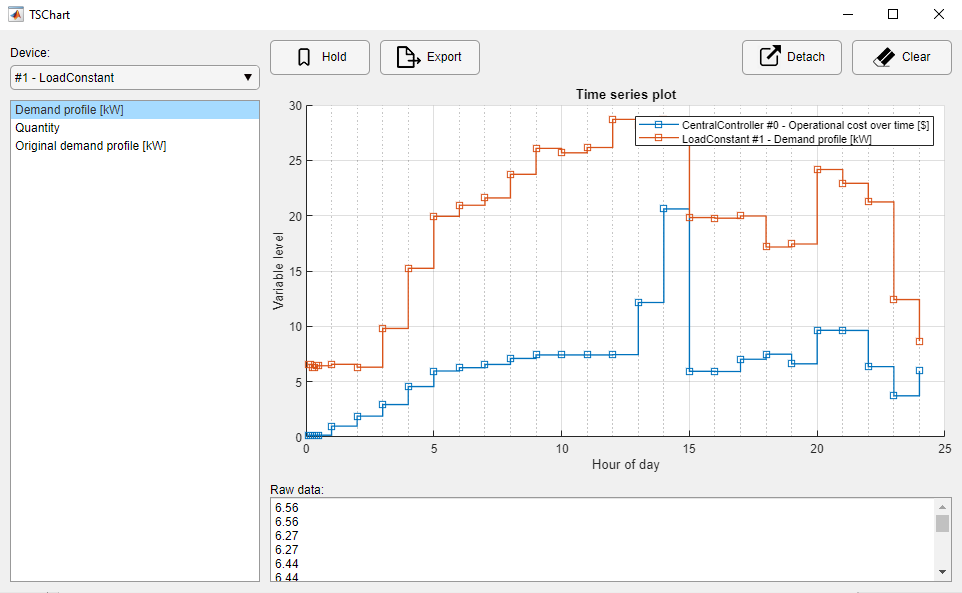 TSChart
Device:
#1 - LoadConstant
Demand profile [kW]
Quantity
Original demand profile [kW]
Hold
Export
Detach
Clear
Time series plot
CentralController #0 - Operational cost over time [$]
LoadConstant #1 - Demand profile [kW]
Variable level
30
25
20
15
10
5
0
0 5 10 15 20 25
Hour of day
Raw data:
6.56
6.56
6.27
6.27
6.44
6.44